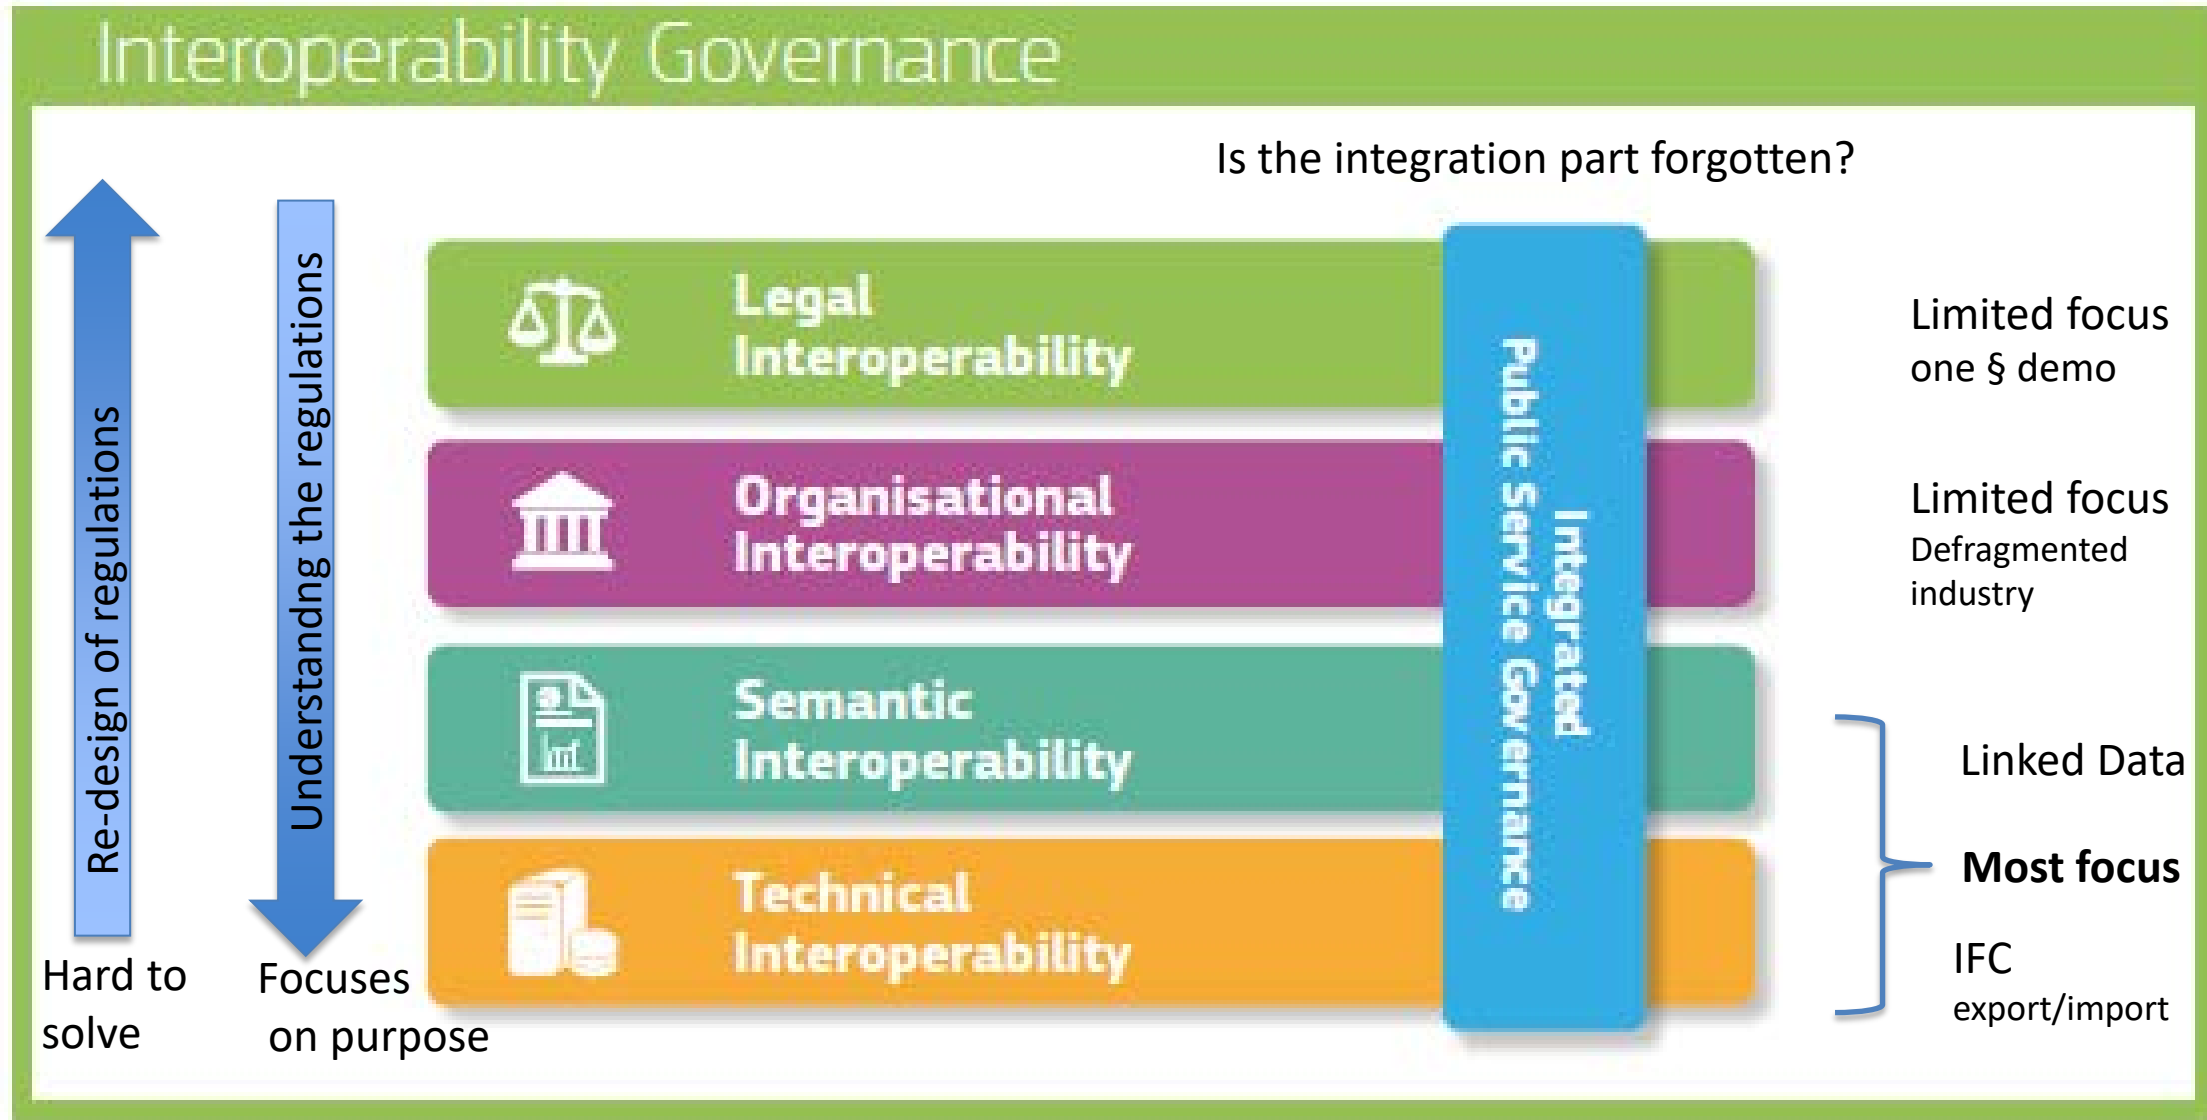 Interoperability Governance
Is the integration part forgotten?
Re-design of regulations
Understandng the regulations
Legal
Interoperability
Limited focus
one § demo
Organisational
Interoperability
Limited focus
Defragmented
industry
Semantic
Interoperability
Linked Data
Most focus
Technical
Interoperability
IFC
export/import
Integrated
Public Service Governance
Hard to
solve
Focuses
on purpose